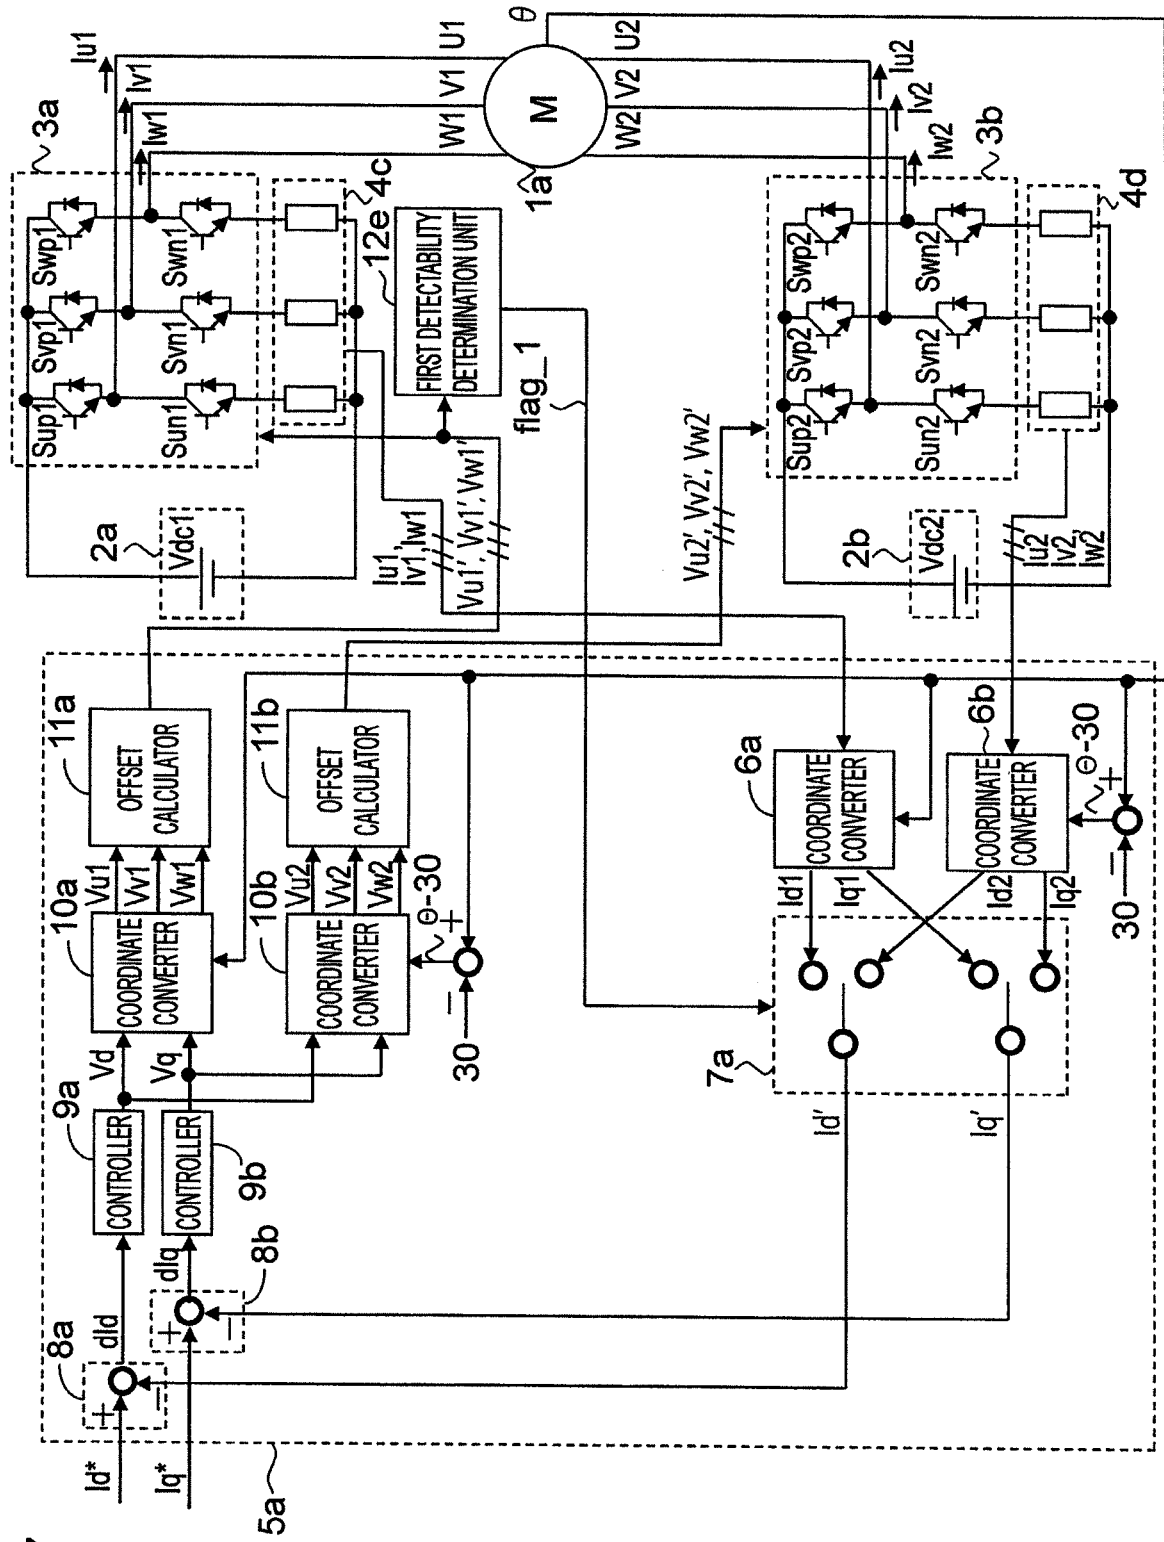 Id*
Iq*
5a
8a
+
−
dId
8b
+
−
dIq
9a
CONTROLLER
9b
CONTROLLER
Vd
Vq
10a
COORDINATE
CONVERTER
Vu1
Vv1
Vw1
11a
OFFSET
CALCULATOR
10b
COORDINATE
CONVERTER
Vu2
Vv2
Vw2
11b
OFFSET
CALCULATOR
Θ-30
+
−
30
2a
Vdc1
3a
Sup1
Svp1
Swp1
Sun1
Svn1
Swn1
4c
Iu1
Iv1
Iw1
Iu1,
Iv1,Iw1
Vu1′, Vv1′, Vw1′
12e
FIRST DETECTABILITY
DETERMINATION UNIT
flag_1
U1
V1
W1
θ
M
1a
U2
V2
W2
Vu2′, Vv2′, Vw2′
2b
Vdc2
3b
Sup2
Svp2
Swp2
Sun2
Svn2
Swn2
4d
Iu2
Iv2
Iw2
Iu2,
Iv2,
Iw2
6a
COORDINATE
CONVERTER
Id1
Iq1
6b
COORDINATE
CONVERTER
Id2
Iq2
Θ-30
+
−
30
7a
Id′
Iq′